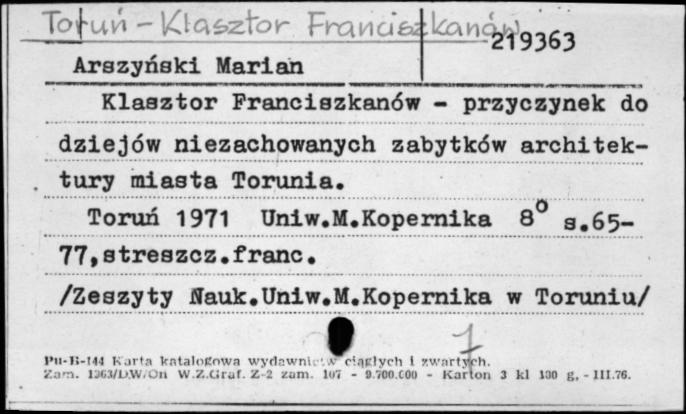 Toruń - Klasztor Franciszkanów
219363
Arszyński Marian
Klasztor Franciszkanów - przyczynek do
dziejów niezachowanych zabytków architek-
tury miasta Torunia.
Toruń 1971 Uniw.M.Kopernika 8° s.65-
77,streszcz.franc.
/Zeszyty Nauk.Uniw.M.Kopernika w Toruniu/
Pu-B-144 Karta katalogowa wydawnictw ciągłych i zwartych.
Zam. 1363/D.W/On W.Z.Graf. Z-2 zam. 107 - 9.700.000 - Karton 3 kl 180 g. - III.76.